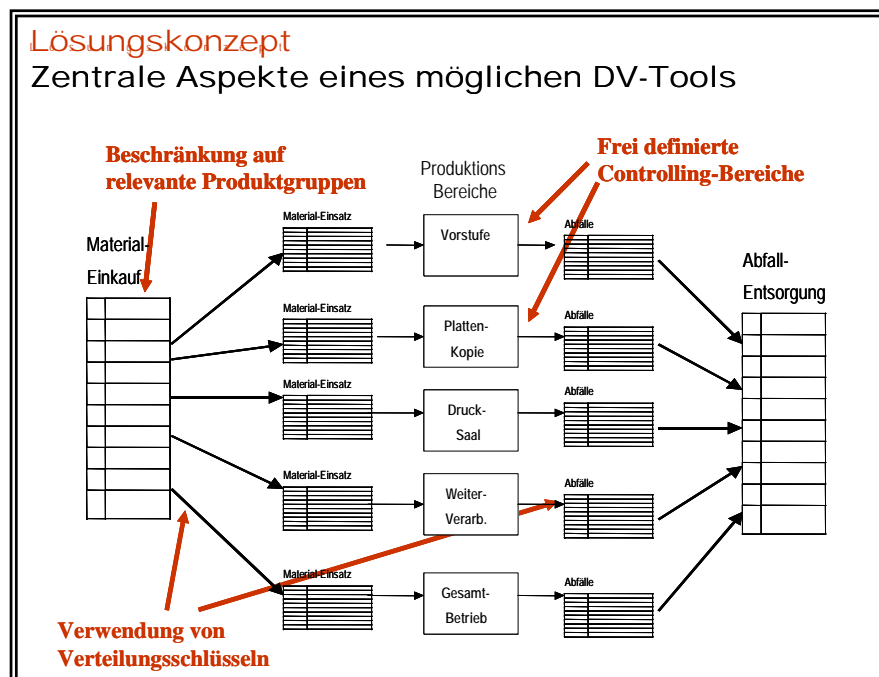 Lösungskonzept
Zentrale Aspekte eines möglichen DV-Tools
Beschränkung auf
relevante Produktgruppen
Produktions
Bereiche
Frei definierte
Controlling-Bereiche
Material-
Einkauf
Material-Einsatz
Vorstufe
Abfälle
Abfall-
Entsorgung
Material-Einsatz
Platten-
Kopie
Abfälle
Material-Einsatz
Druck-
Saal
Abfälle
Material-Einsatz
Weiter-
Verarb.
Abfälle
Material-Einsatz
Gesamt-
Betrieb
Abfälle
Verwendung von
Verteilungsschlüsseln